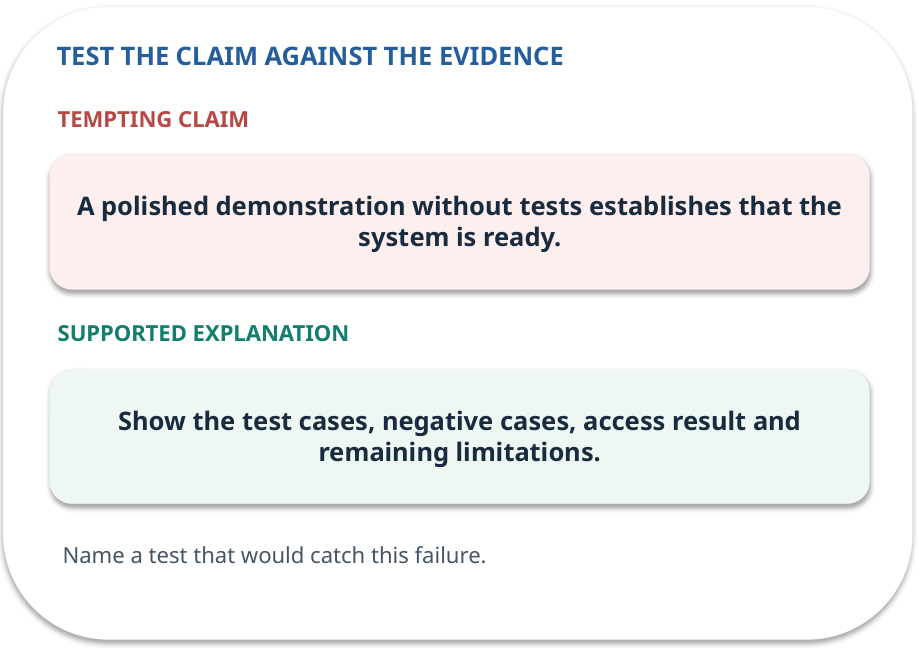 TEST THE CLAIM AGAINST THE EVIDENCE
TEMPTING CLAIM
A polished demonstration without tests establishes that the
system is ready.
SUPPORTED EXPLANATION
Show the test cases, negative cases, access result and
remaining limitations.
Name a test that would catch this failure.